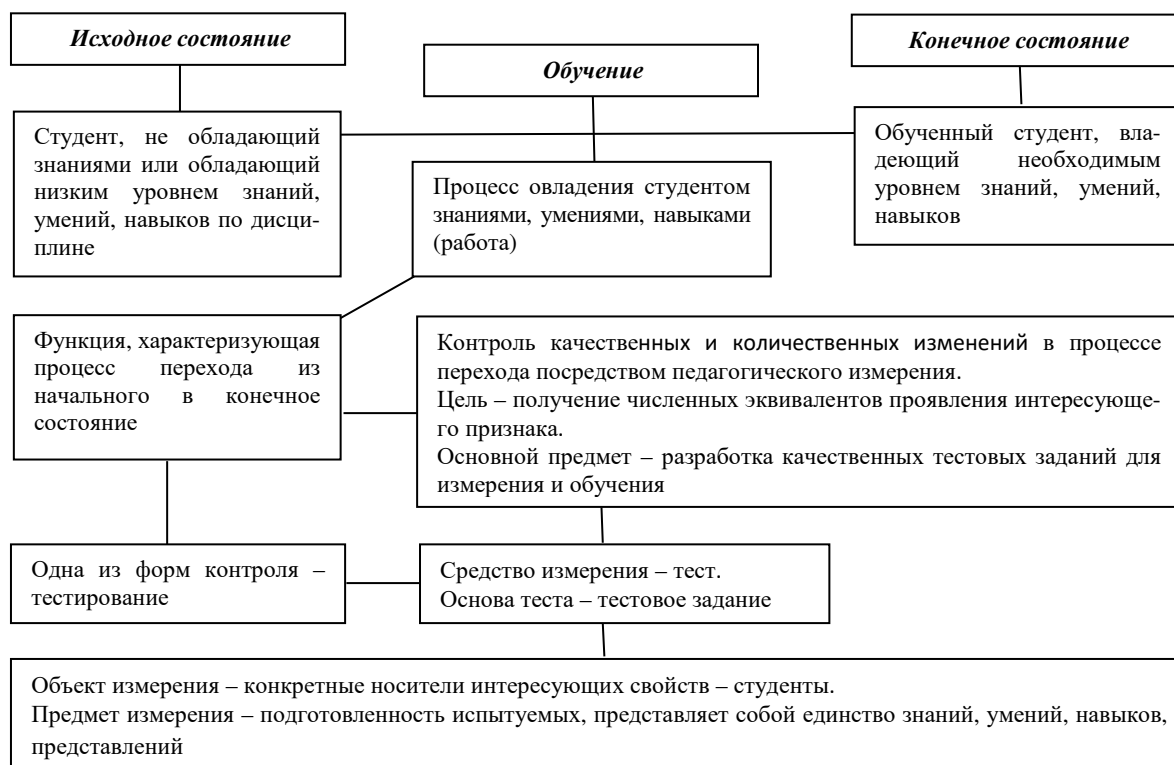 Исходное состояние
Обучение
Конечное состояние
Студент, не обладающий
знаниями или обладающий
низким уровнем знаний,
умений, навыков по дисци-
плине
Процесс овладения студентом
знаниями, умениями, навыками
(работа)
Обученный студент, вла-
деющий необходимым
уровнем знаний, умений,
навыков
Функция, характеризующая
процесс перехода из
начального в конечное
состояние
Контроль качественных и количественных изменений в процессе
перехода посредством педагогического измерения.
Цель – получение численных эквивалентов проявления интересующе-
го признака.
Основной предмет – разработка качественных тестовых заданий для
измерения и обучения
Одна из форм контроля –
тестирование
Средство измерения – тест.
Основа теста – тестовое задание
Объект измерения – конкретные носители интересующих свойств – студенты.
Предмет измерения – подготовленность испытуемых, представляет собой единство знаний, умений, навыков,
представлений